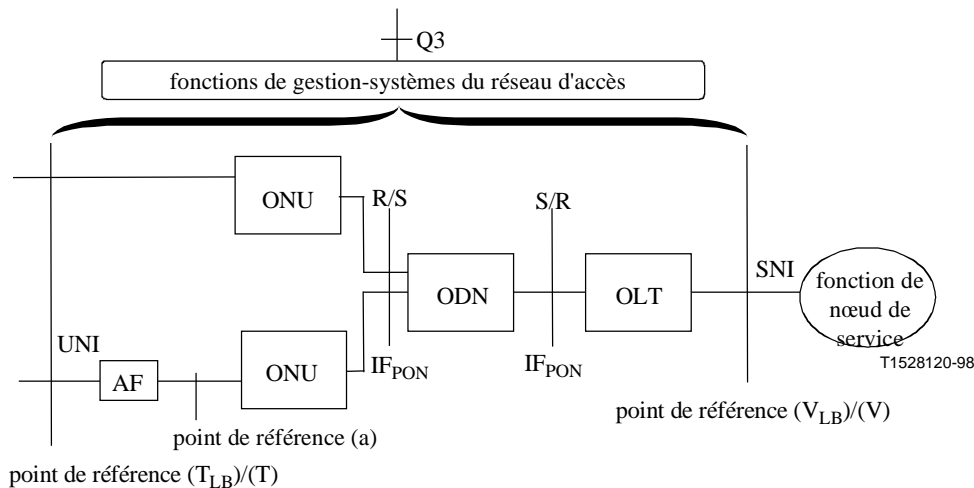 Q3
fonctions de gestion-systèmes du réseau d'accès
ONU
R/S
S/R
ODN
OLT
SNI
fonction de
nœud de
service
T1528120-98
UNI
AF
ONU
IFPON
IFPON
point de référence (VLB)/(V)
point de référence (a)
point de référence (TLB)/(T)